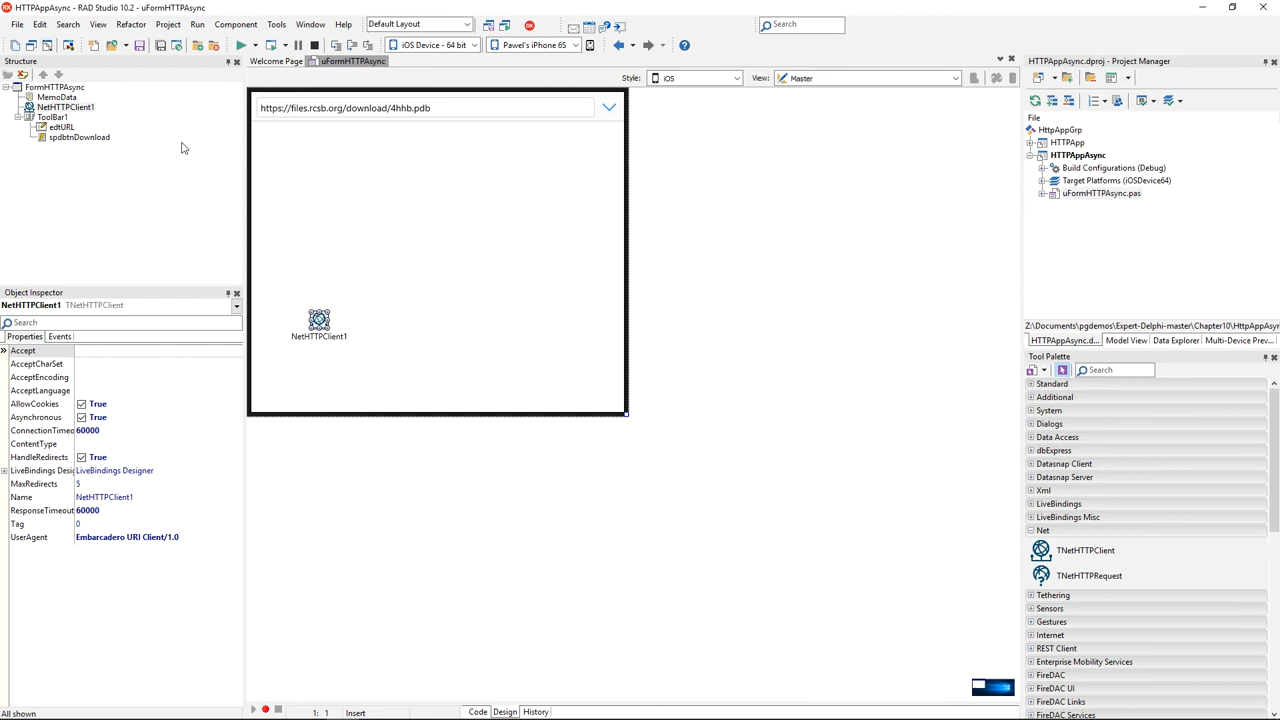 HTTPAppAsync - RAD Studio 10.2 - uFormHTTPAsync
File Edit Search View Refactor Project Run Component Tools Window Help
Default Layout
Search
iOS Device - 64 bit
Pawel's iPhone 6S
Structure
Welcome Page
uFormHTTPAsync
HTTPAppAsync.dproj - Project Manager
Style:
iOS
View:
Master
FormHTTPAsync
MemoData
NetHTTPClient1
ToolBar1
edtURL
spdbtnDownload
https://files.rcsb.org/download/4hhb.pdb
NetHTTPClient1
File
HttpAppGrp
HTTPApp
HTTPAppAsync
Build Configurations (Debug)
Target Platforms (iOSDevice64)
uFormHTTPAsync.pas
Object Inspector
NetHTTPClient1 TNetHTTPClient
Search
Properties Events
Accept
AcceptCharSet
AcceptEncoding
AcceptLanguage
AllowCookies True
Asynchronous True
ConnectionTimeo 60000
ContentType
HandleRedirects True
LiveBindings Desi LiveBindings Designer
MaxRedirects 5
Name NetHTTPClient1
ResponseTimeout 60000
Tag 0
UserAgent Embarcadero URI Client/1.0
Z:\Documents\pgdemos\Expert-Delphi-master\Chapter10\HttpAppAsyn
HTTPAppAsync.d... Model View Data Explorer Multi-Device Prev...
Tool Palette
Search
Standard
Additional
System
Dialogs
Data Access
dbExpress
Datasnap Client
Datasnap Server
Xml
LiveBindings
LiveBindings Misc
Net
TNetHTTPClient
TNetHTTPRequest
Tethering
Sensors
Gestures
Internet
REST Client
Enterprise Mobility Services
FireDAC
FireDAC UI
FireDAC Links
FireDAC Services
All shown
1: 1
Insert
Code Design History